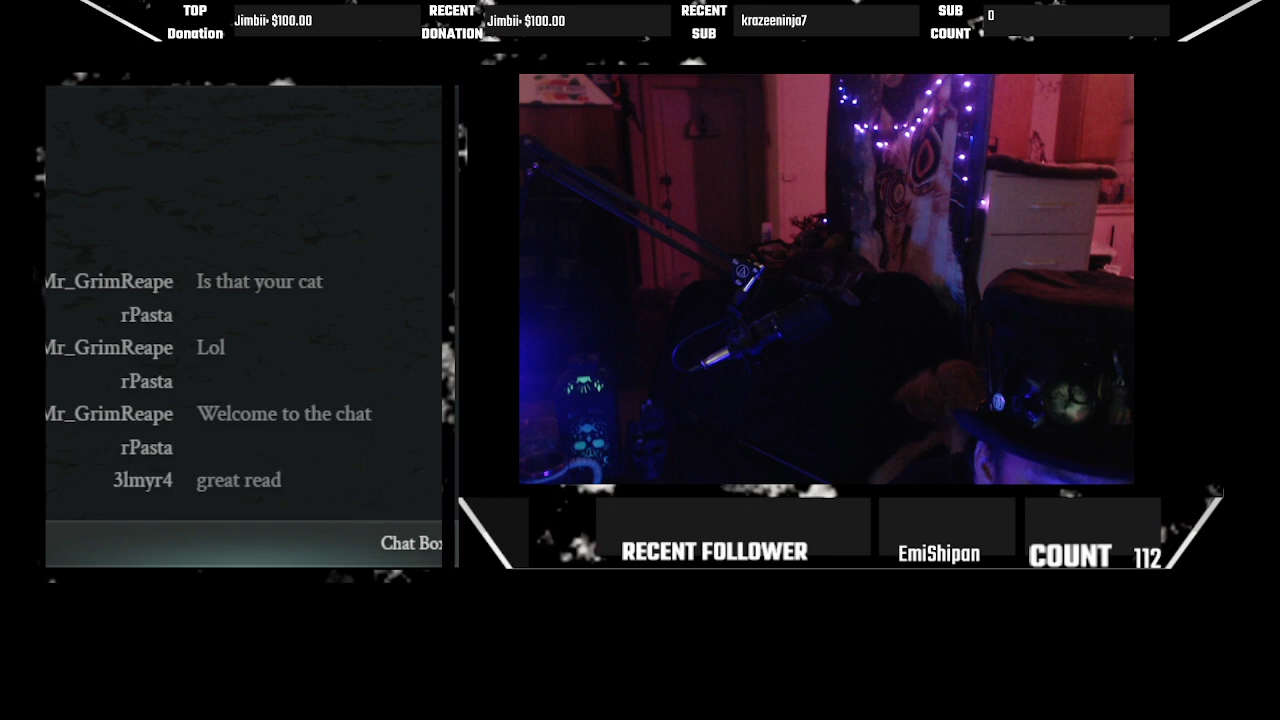 TOP
Donation
Jimbii: $100.00
RECENT
DONATION
Jimbii: $100.00
RECENT
SUB
krazeeninja7
SUB
COUNT
0
Mr_GrimReape
rPasta
Is that your cat
Mr_GrimReape
rPasta
Lol
Mr_GrimReape
rPasta
Welcome to the chat
3lmyr4
great read
Chat Box
RECENT FOLLOWER
EmiShipan
COUNT
112